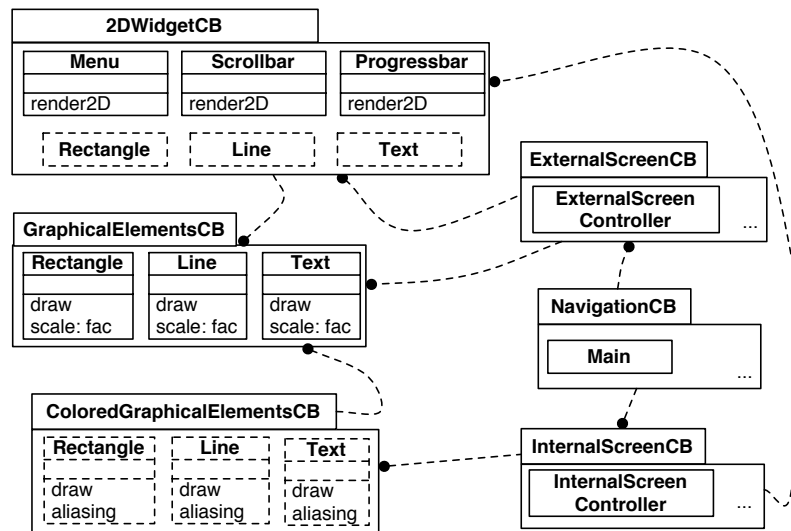 2DWidgetCB
Menu
Scrollbar
Progressbar
render2D
render2D
render2D
Rectangle
Line
Text
ExternalScreenCB
ExternalScreen
Controller
...
GraphicalElementsCB
Rectangle
Line
Text
draw
scale: fac
draw
scale: fac
draw
scale: fac
NavigationCB
Main
...
ColoredGraphicalElementsCB
Rectangle
Line
Text
draw
aliasing
draw
aliasing
draw
aliasing
InternalScreenCB
InternalScreen
Controller
...